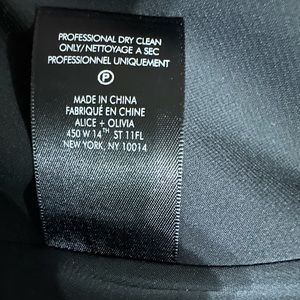 PROFESSIONAL DRY CLEAN
ONLY/NETTOYAGE A SEC
PROFESSIONNEL UNIQUEMENT
P
MADE IN CHINA
FABRIQUÉ EN CHINE
ALICE + OLIVIA
450 W 14TH ST 11FL
NEW YORK, NY 10014